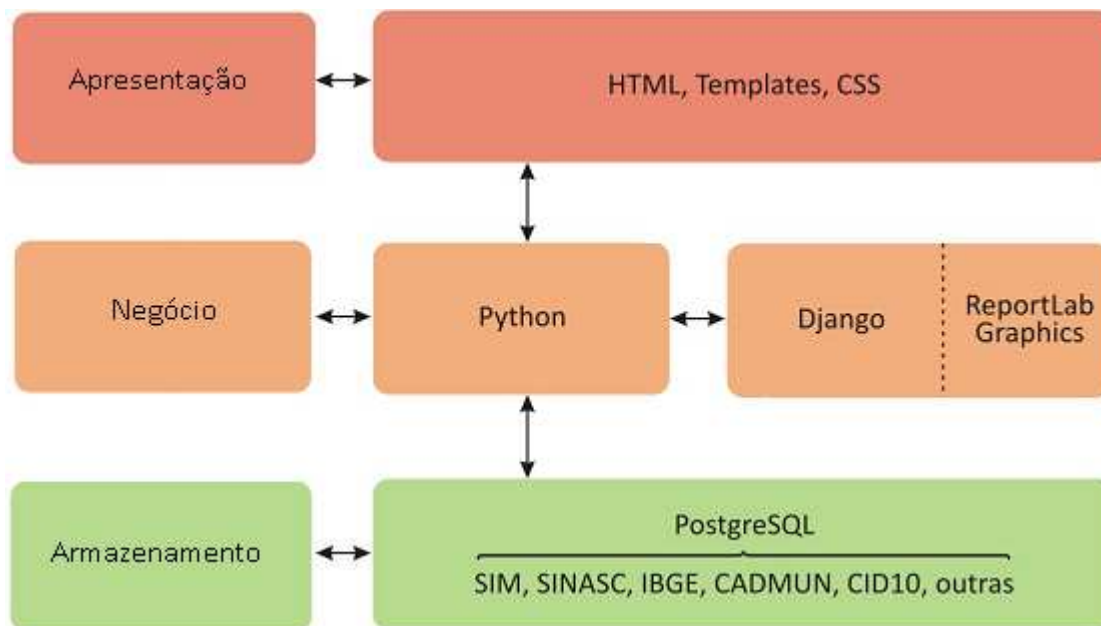 Apresentação
HTML, Templates, CSS
Negócio
Python
Django
ReportLab
Graphics
Armazenamento
PostgreSQL
SIM, SINASC, IBGE, CADMUN, CID10, outras